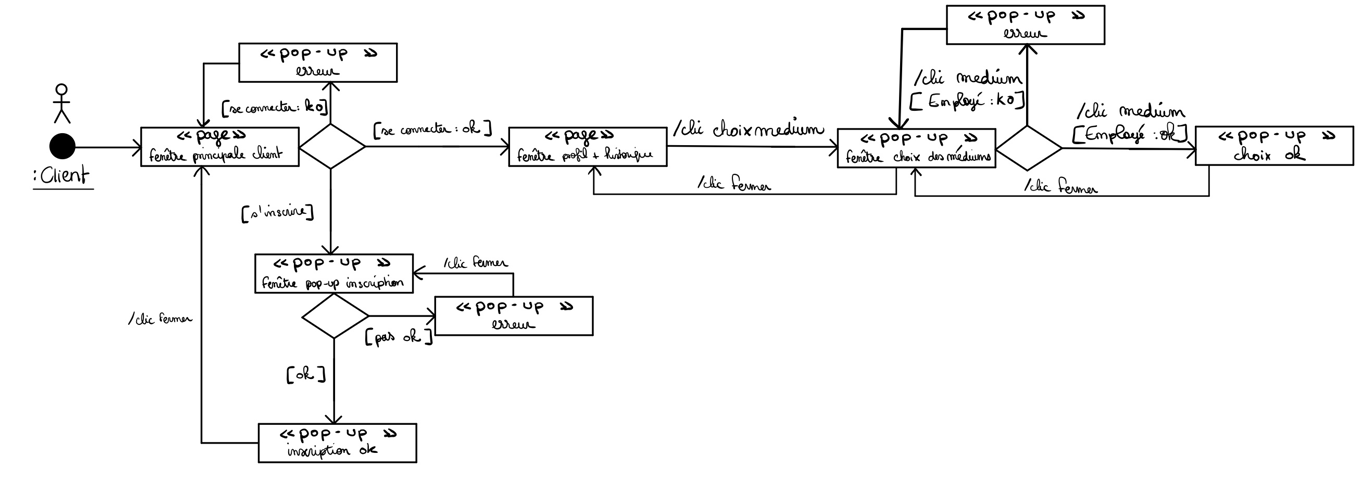 << pop-up >>
erreur
<< pop-up >>
erreur
[se connecter: ko]
/clic medium
[Employé : ko]
:Client
<< page >>
fenêtre principale client
[se connecter : ok]
<< page >>
fenêtre profil + historique
/clic choix medium
<< pop-up >>
fenêtre choix des médiums
/clic medium
[Employé : ok]
<< pop-up >>
choix ok
/clic fermer
/clic fermer
[s'inscrire]
<< pop-up >>
fenêtre pop-up inscription
/clic fermer
<< pop-up >>
erreur
[pas ok]
/clic fermer
[ok]
<< pop-up >>
inscription ok